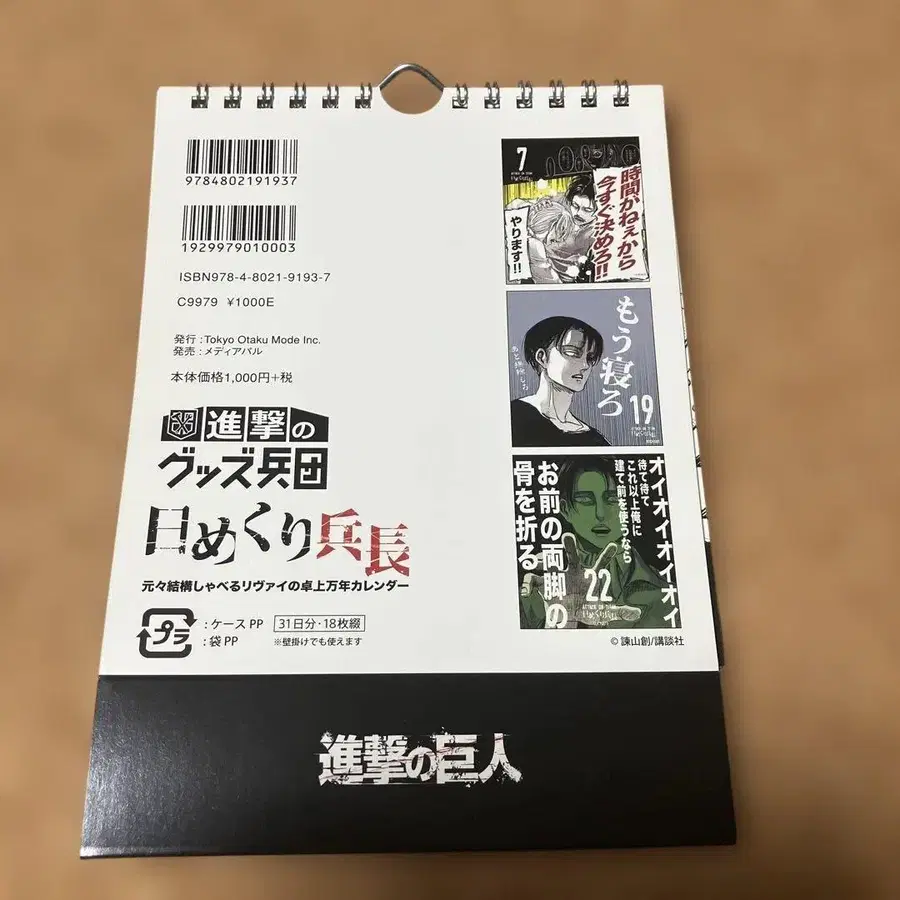 9784802191937
1929979010003
ISBN978-4-8021-9193-7
C9979 ¥1000E
発行:Tokyo Otaku Mode Inc.
発売:メディアパル
本体価格1,000円+税
進撃の
グッズ兵団
日めくり兵長
元々結構しゃべるリヴァイの卓上万年カレンダー
プラ
:ケース PP
:袋 PP
31日分・18枚綴
※壁掛けでも使えます
7
時間がねぇから
今すぐ決めろ!!
やります!!
もう寝ろ
19
オイオイオイオイ
待て待て
これ以上俺に
建て前を使うなら
お前の両脚の
骨を折る
22
ATTACK ON TITAN
© 諫山創/講談社
進撃の巨人